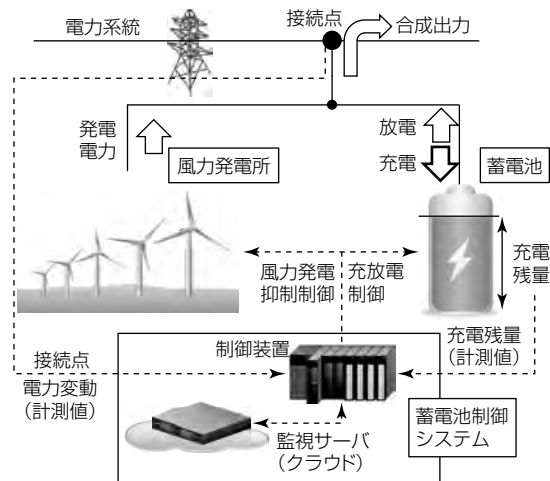 電力系統
接続点
合成出力
発電
電力
風力発電所
放電
充電
蓄電池
風力発電
抑制制御
充放電
制御
充電
残量
制御装置
充電残量
(計測値)
接続点
電力変動
(計測値)
監視サーバ
(クラウド)
蓄電池制御
システム